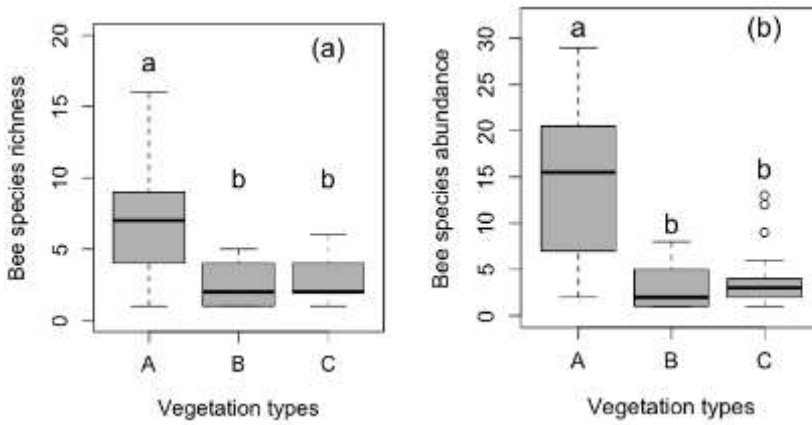 (a)
Bee species richness
20
15
10
5
0
a
b
b
A
B
C
Vegetation types
(b)
Bee species abundance
30
25
20
15
10
5
0
a
b
b
A
B
C
Vegetation types